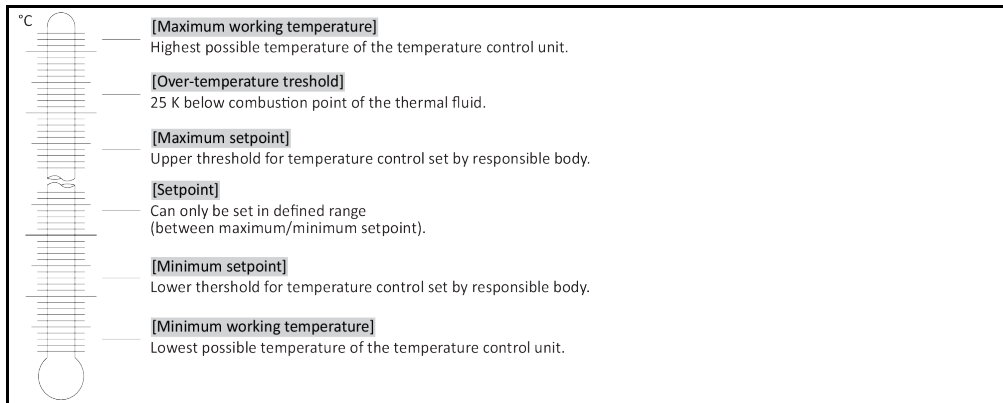 °C
[Maximum working temperature]
Highest possible temperature of the temperature control unit.
[Over-temperature treshold]
25 K below combustion point of the thermal fluid.
[Maximum setpoint]
Upper threshold for temperature control set by responsible body.
[Setpoint]
Can only be set in defined range
(between maximum/minimum setpoint).
[Minimum setpoint]
Lower thershold for temperature control set by responsible body.
[Minimum working temperature]
Lowest possible temperature of the temperature control unit.